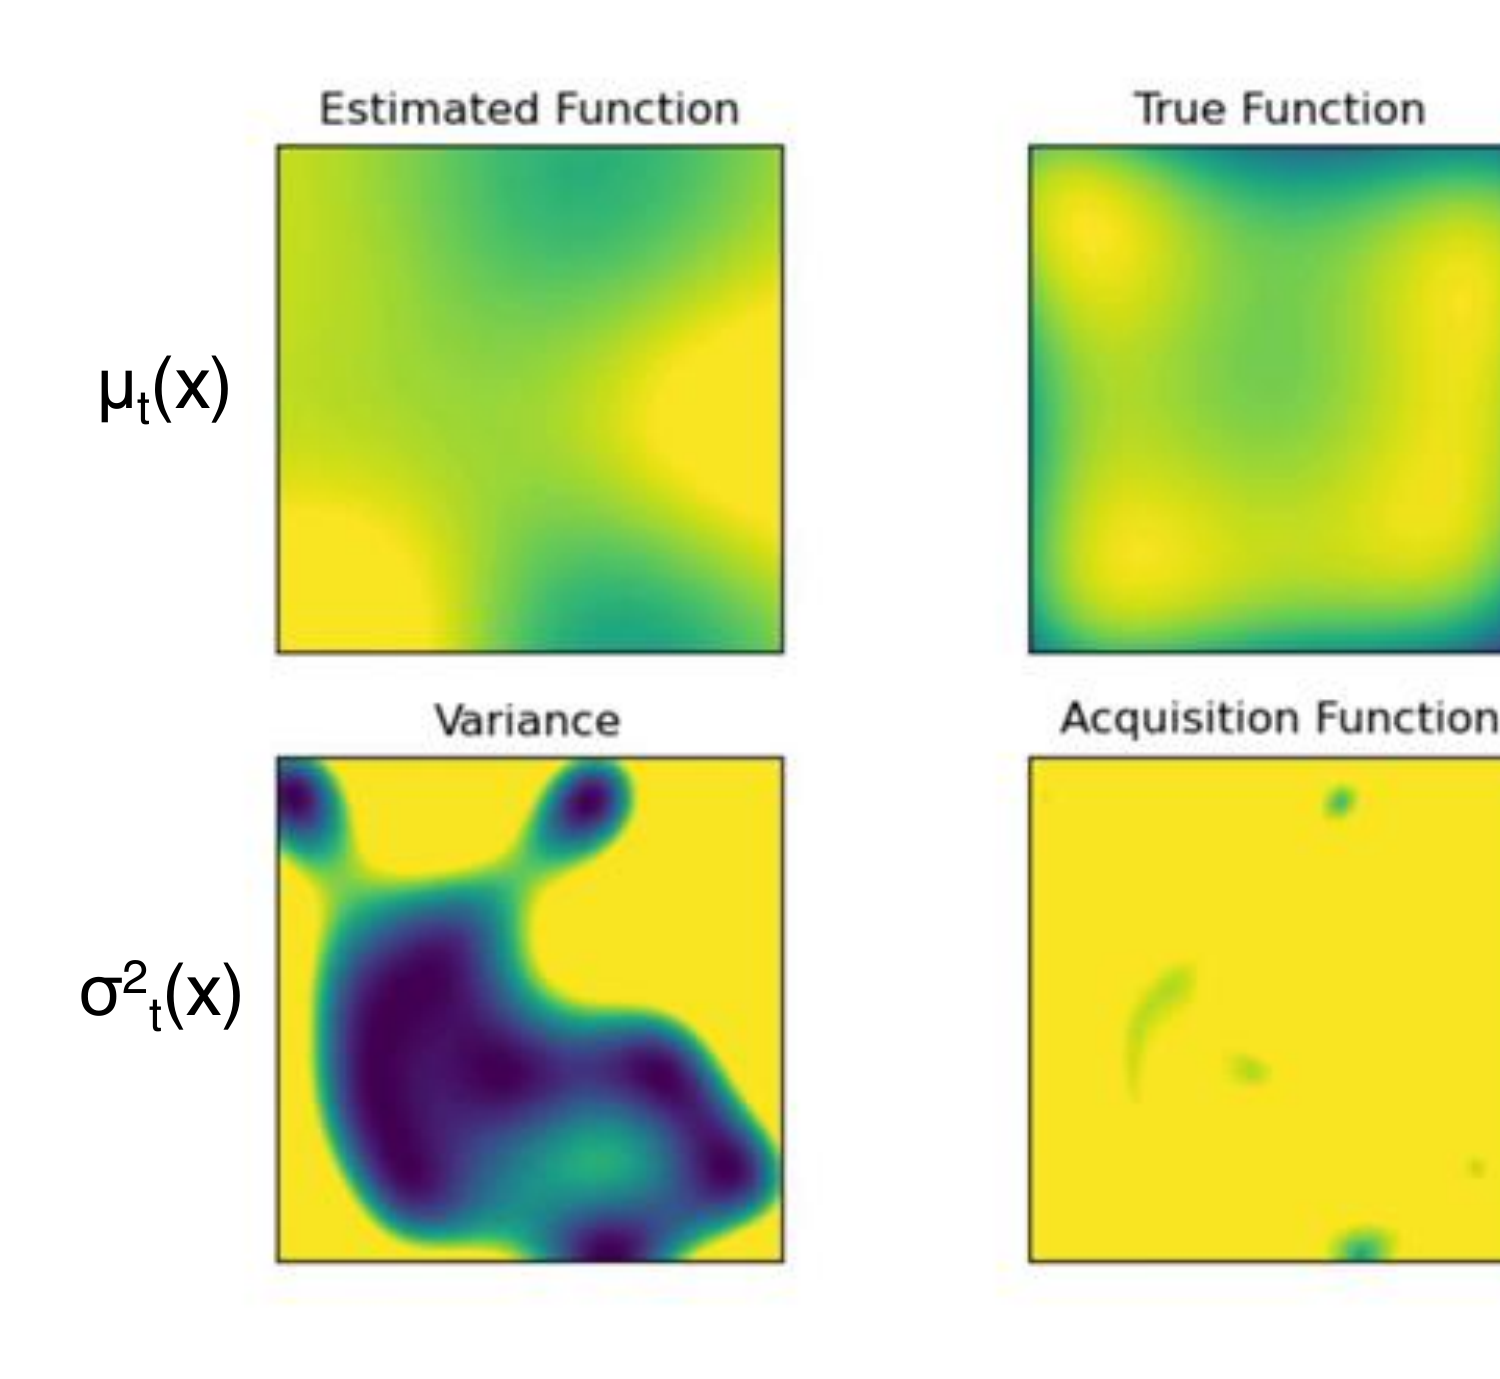 Estimated Function
True Function
μₜ(x)
Variance
Acquisition Function
σ²ₜ(x)